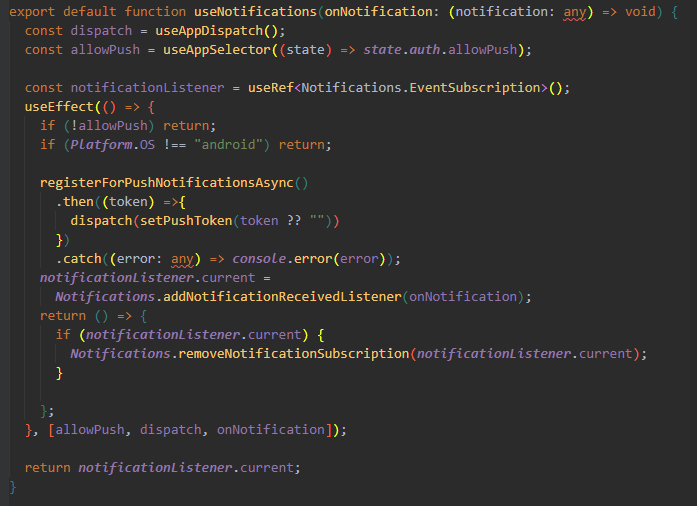 export default function useNotifications(onNotification: (notification: any) => void) {
const dispatch = useAppDispatch();
const allowPush = useAppSelector((state) => state.auth.allowPush);
const notificationListener = useRef<Notifications.EventSubscription>();
useEffect(() => {
if (!allowPush) return;
if (Platform.OS !== "android") return;
registerForPushNotificationsAsync()
.then((token) =>{
dispatch(setPushToken(token ?? ""))
})
.catch((error: any) => console.error(error));
notificationListener.current =
Notifications.addNotificationReceivedListener(onNotification);
return () => {
if (notificationListener.current) {
Notifications.removeNotificationSubscription(notificationListener.current);
}
};
}, [allowPush, dispatch, onNotification]);
return notificationListener.current;
}